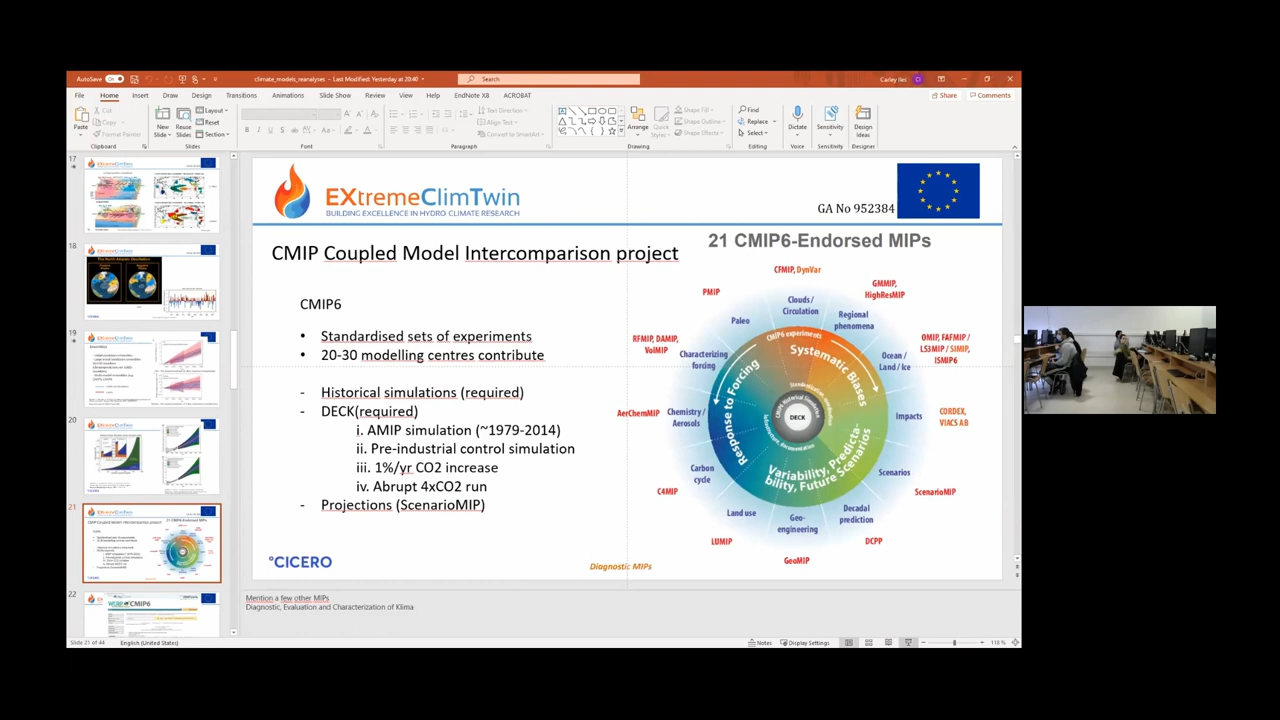 AutoSave
climate_models_reanalyses - Last Modified: Yesterday at 20:40
Search
Carley Iles
File Home Insert Draw Design Transitions Animations Slide Show Review View Help EndNote X8 ACROBAT
Share Comments
Paste
Cut
Copy
Format Painter
Clipboard
New Slide
Reuse Slides
Layout
Reset
Section
Slides
Font
Text Direction
Align Text
Convert to SmartArt
Paragraph
Arrange
Quick Styles
Shape Fill
Shape Outline
Shape Effects
Drawing
Find
Replace
Select
Editing
Dictate
Voice
Sensitivity
Sensitivity
Design Ideas
Designer
17
18
19
20
21
22
EXtremeClimTwin
BUILDING EXCELLENCE IN HYDRO CLIMATE RESEARCH
GA No 952384
CMIP Coupled Model Intercomparison project
CMIP6
• Standardised sets of experiments
• 20-30 modelling centres contribute
- Historical simulations (required)
- DECK(required)
i. AMIP simulation (~1979-2014)
ii. Pre-industrial control simulation
iii. 1%/yr CO2 increase
iv. Abrupt 4xCO2 run
- Projections (ScenarioMIP)
°CICERO
21 CMIP6-Endorsed MIPs
CFMIP, DynVar
GMMIP, HighResMIP
OMIP, FAFMIP / LS3MIP / SIMIP, ISMIP6
CORDEX, VIACS AB
ScenarioMIP
DCPP
GeoMIP
LUMIP
C4MIP
AerChemMIP
RFMIP, DAMIP, VolMIP
PMIP
Clouds / Circulation
Regional phenomena
Ocean / Land / Ice
Impacts
Scenarios
Decadal prediction
Geo-engineering
Land use
Carbon cycle
Chemistry / Aerosols
Characterizing forcing
Paleo
CMIP6 experiments
Systematic Biases
Response to forcing
Variability, Predictability, Future Scenarios
DECK
Diagnostic MIPs
Mention a few other MIPs
Diagnostic, Evaluation and Characterization of Klima
Slide 21 of 44
English (United States)
Notes
Display Settings
118 %